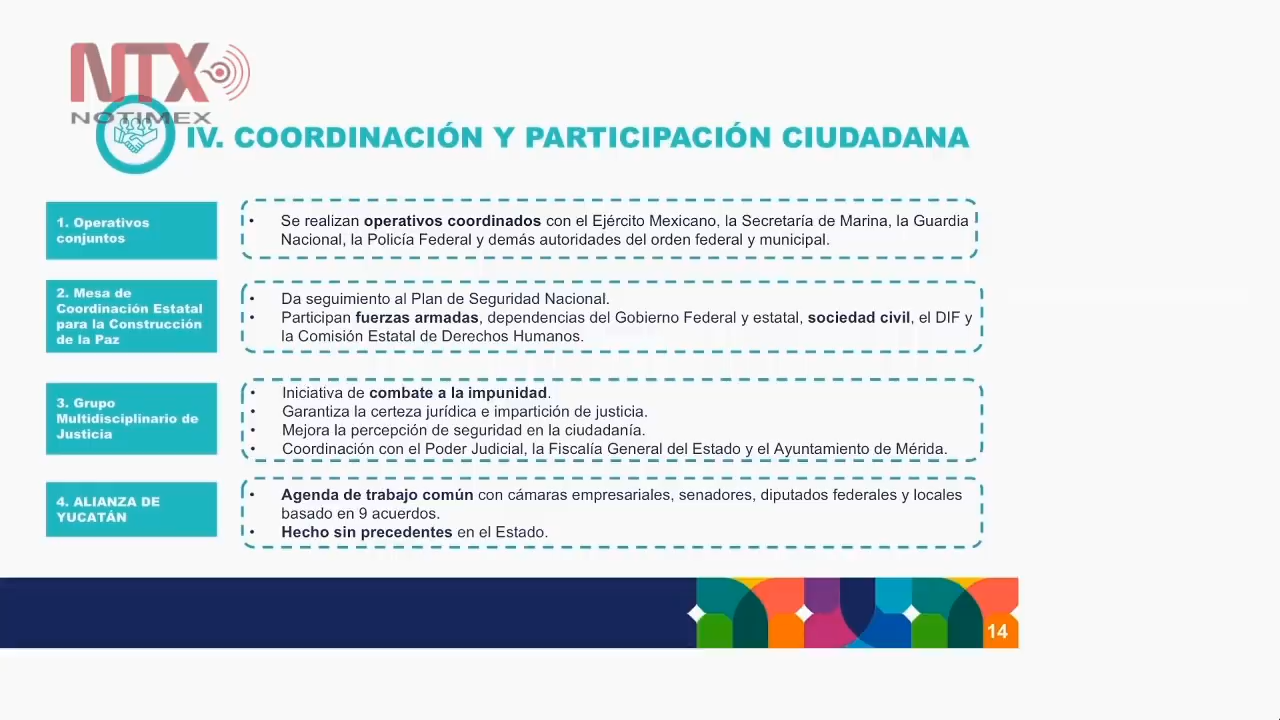 NTX
NOTIMEX
IV. COORDINACIÓN Y PARTICIPACIÓN CIUDADANA
1. Operativos
conjuntos
• Se realizan operativos coordinados con el Ejército Mexicano, la Secretaría de Marina, la Guardia
Nacional, la Policía Federal y demás autoridades del orden federal y municipal.
2. Mesa de
Coordinación Estatal
para la Construcción
de la Paz
• Da seguimiento al Plan de Seguridad Nacional.
• Participan fuerzas armadas, dependencias del Gobierno Federal y estatal, sociedad civil, el DIF y
la Comisión Estatal de Derechos Humanos.
3. Grupo
Multidisciplinario de
Justicia
• Iniciativa de combate a la impunidad.
• Garantiza la certeza jurídica e impartición de justicia.
• Mejora la percepción de seguridad en la ciudadanía.
• Coordinación con el Poder Judicial, la Fiscalía General del Estado y el Ayuntamiento de Mérida.
4. ALIANZA DE
YUCATÁN
• Agenda de trabajo común con cámaras empresariales, senadores, diputados federales y locales
basado en 9 acuerdos.
• Hecho sin precedentes en el Estado.
14